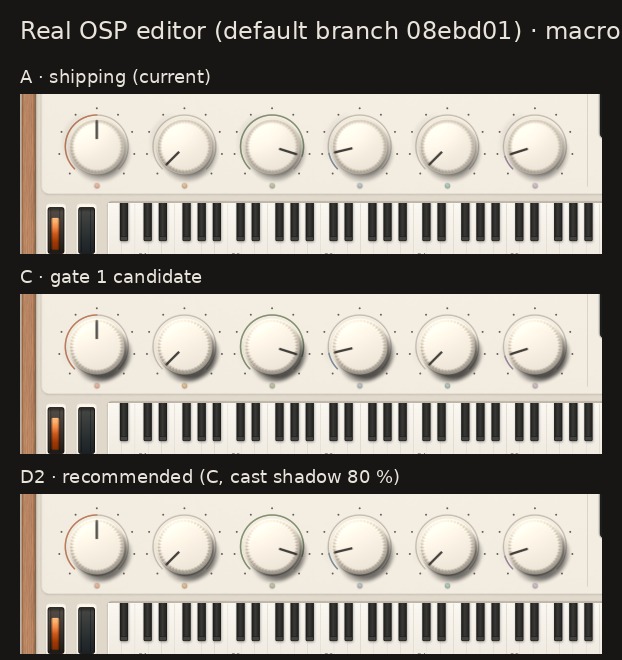 Real OSP editor (default branch 08ebd01) · macro
A · shipping (current)
C · gate 1 candidate
D2 · recommended (C, cast shadow 80 %)